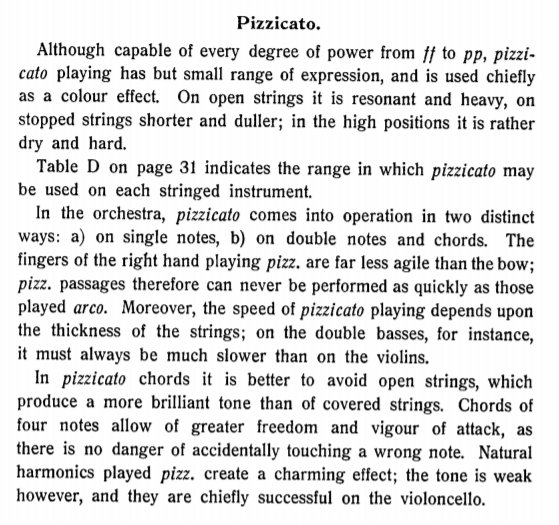 Pizzicato.
Although capable of every degree of power from ff to pp, pizzi-
cato playing has but small range of expression, and is used chiefly
as a colour effect. On open strings it is resonant and heavy, on
stopped strings shorter and duller; in the high positions it is rather
dry and hard.
Table D on page 31 indicates the range in which pizzicato may
be used on each stringed instrument.
In the orchestra, pizzicato comes into operation in two distinct
ways: a) on single notes, b) on double notes and chords. The
fingers of the right hand playing pizz. are far less agile than the bow;
pizz. passages therefore can never be performed as quickly as those
played arco. Moreover, the speed of pizzicato playing depends upon
the thickness of the strings; on the double basses, for instance,
it must always be much slower than on the violins.
In pizzicato chords it is better to avoid open strings, which
produce a more brilliant tone than of covered strings. Chords of
four notes allow of greater freedom and vigour of attack, as
there is no danger of accidentally touching a wrong note. Natural
harmonics played pizz. create a charming effect; the tone is weak
however, and they are chiefly successful on the violoncello.